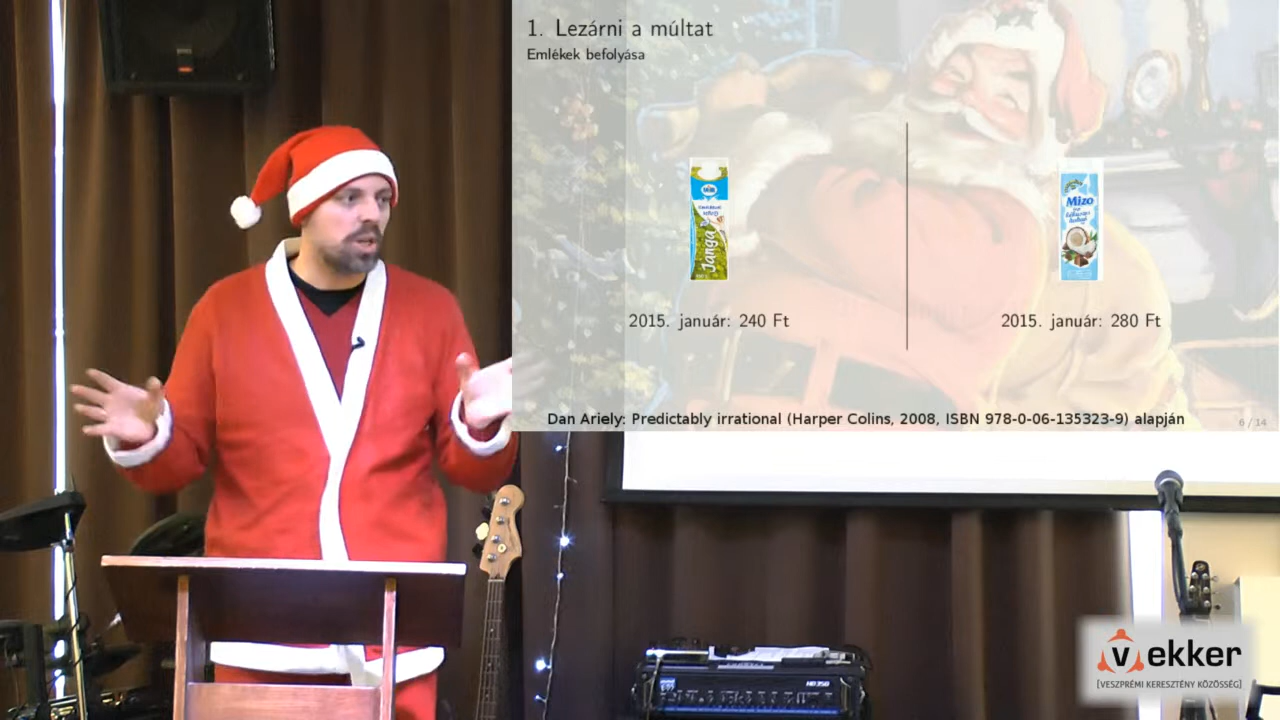 1. Lezárni a múltat
Emlékek befolyása
Jánga
Mizo
2015. január: 240 Ft
2015. január: 280 Ft
Dan Ariely: Predictably irrational (Harper Colins, 2008, ISBN 978-0-06-135323-9) alapján
6 / 14
vekker
[VESZPRÉMI KERESZTÉNY KÖZÖSSÉG]